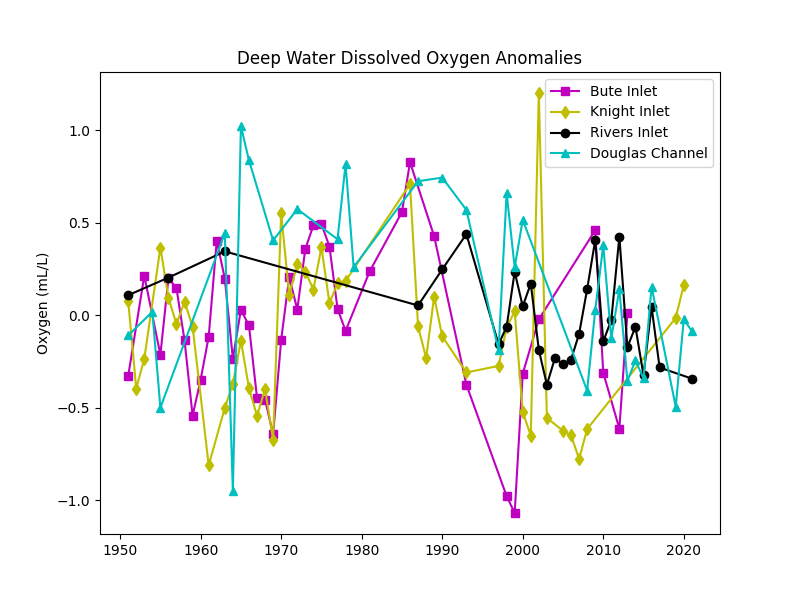 Deep Water Dissolved Oxygen Anomalies
Bute Inlet
Knight Inlet
Rivers Inlet
Douglas Channel
Oxygen (mL/L)
1.0
0.5
0.0
−0.5
−1.0
1950 1960 1970 1980 1990 2000 2010 2020